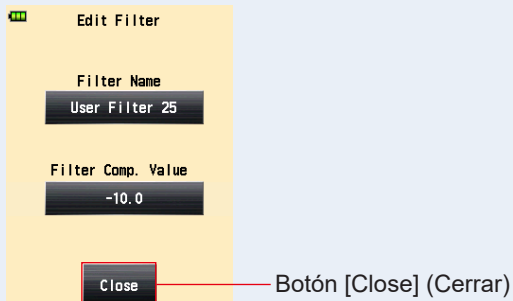 Edit Filter
Filter Name
User Filter 25
Filter Comp. Value
-10.0
Close
Botón [Close] (Cerrar)